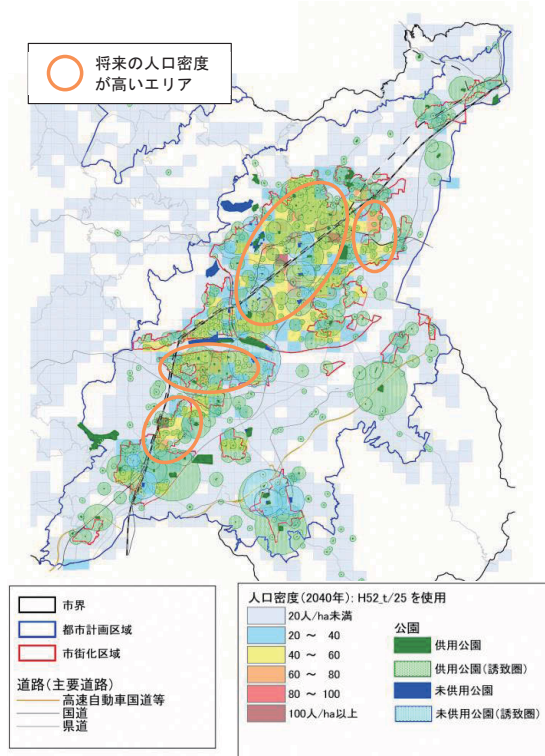 将来の人口密度
が高いエリア
市界
都市計画区域
市街化区域
道路(主要道路)
高速自動車国道等
国道
県道
人口密度(2040年): H52_t/25 を使用
20人/ha未満
20 ～ 40
40 ～ 60
60 ～ 80
80 ～ 100
100人/ha以上
公園
供用公園
供用公園(誘致圏)
未供用公園
未供用公園(誘致圏)